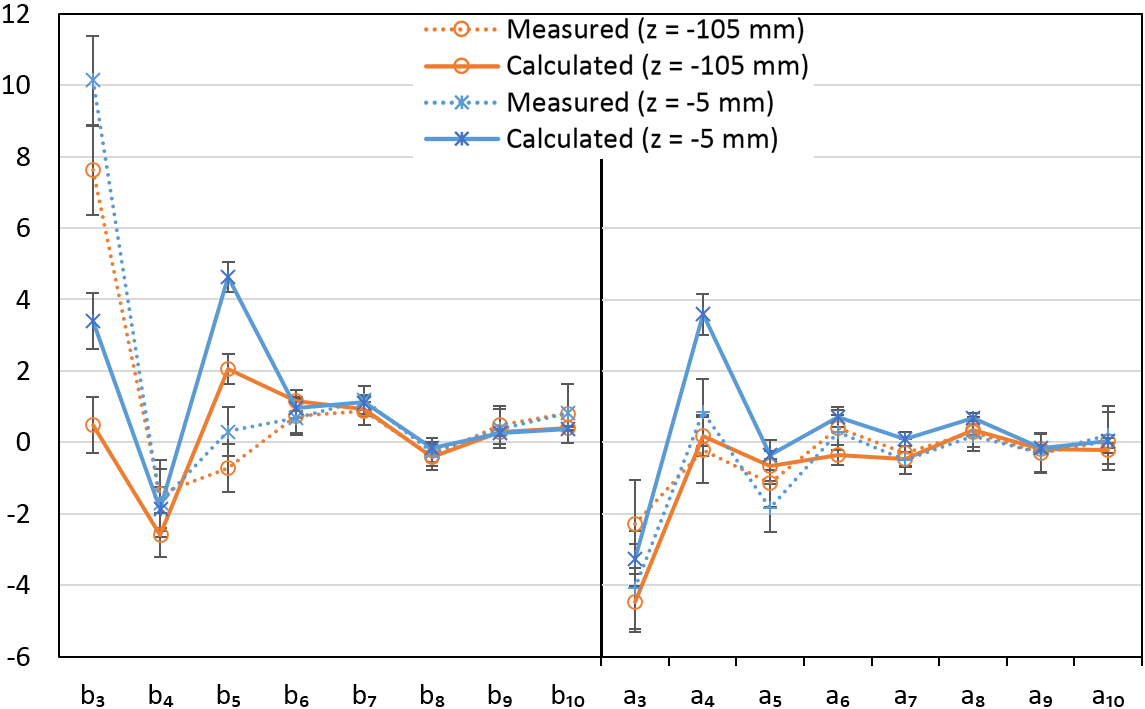 12
10
8
6
4
2
0
-2
-4
-6
Measured (z = -105 mm)
Calculated (z = -105 mm)
Measured (z = -5 mm)
Calculated (z = -5 mm)
b₃ b₄ b₅ b₆ b₇ b₈ b₉ b₁₀ a₃ a₄ a₅ a₆ a₇ a₈ a₉ a₁₀